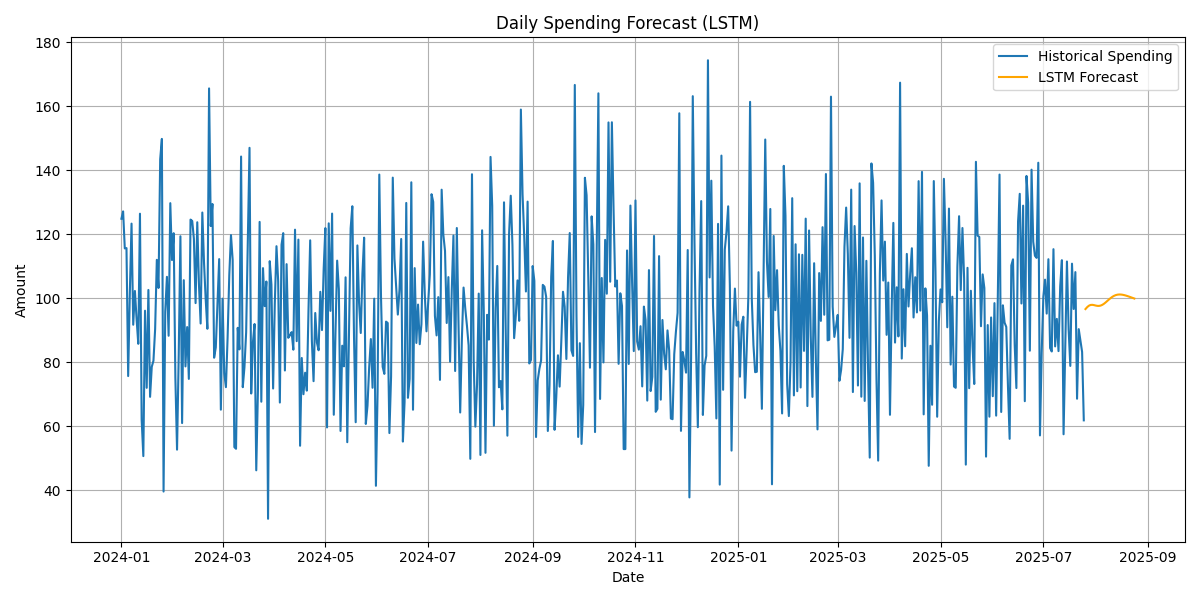 Daily Spending Forecast (LSTM)
Historical Spending
LSTM Forecast
Amount
180
160
140
120
100
80
60
40
2024-01 2024-03 2024-05 2024-07 2024-09 2024-11 2025-01 2025-03 2025-05 2025-07 2025-09
Date